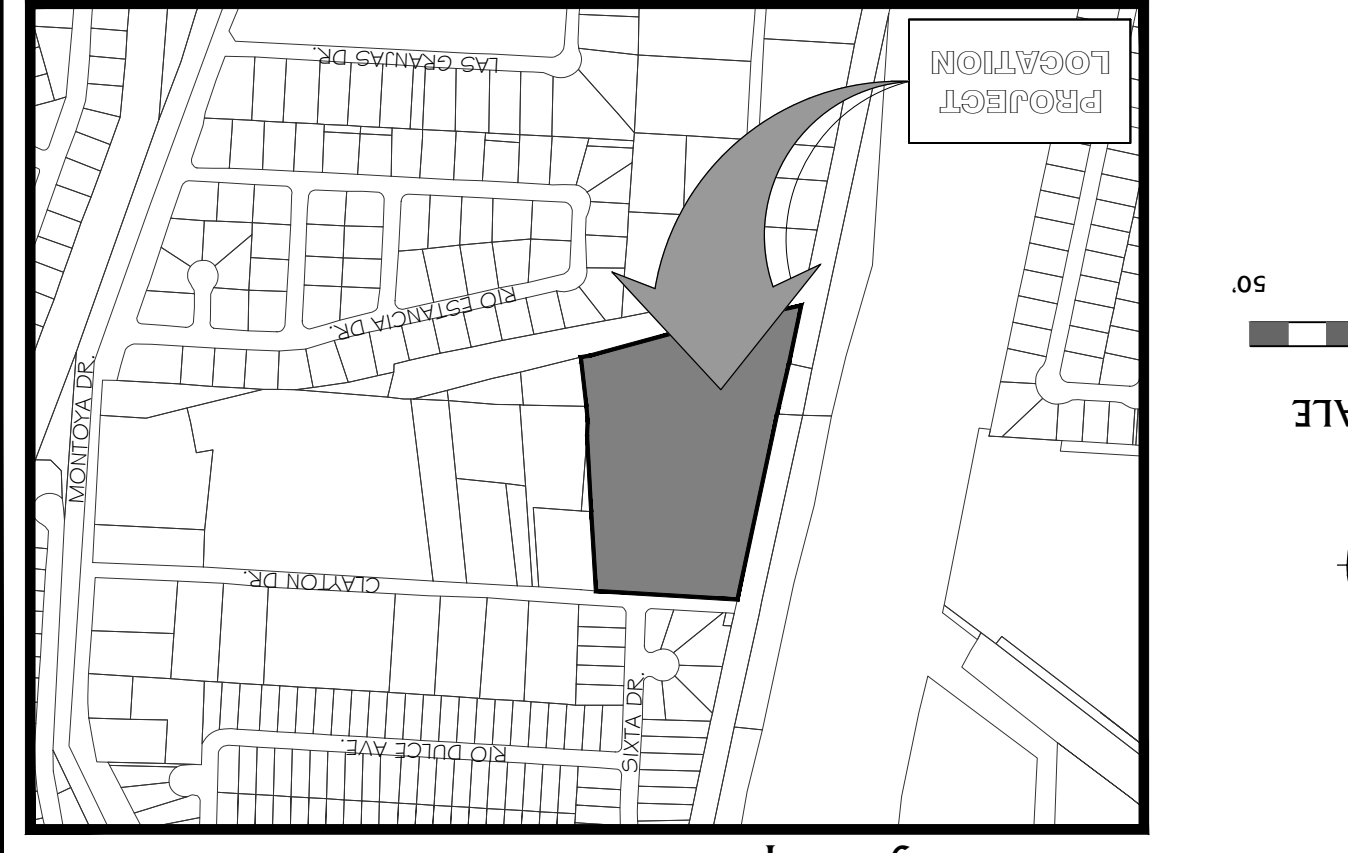 RIO DULCE AVE.
SIXTA DR.
CLAYTON DR.
MONTOYA DR.
50'
RIO ESTANCIA DR.
PROJECT
LOCATION
LAS GRANJAS DR.